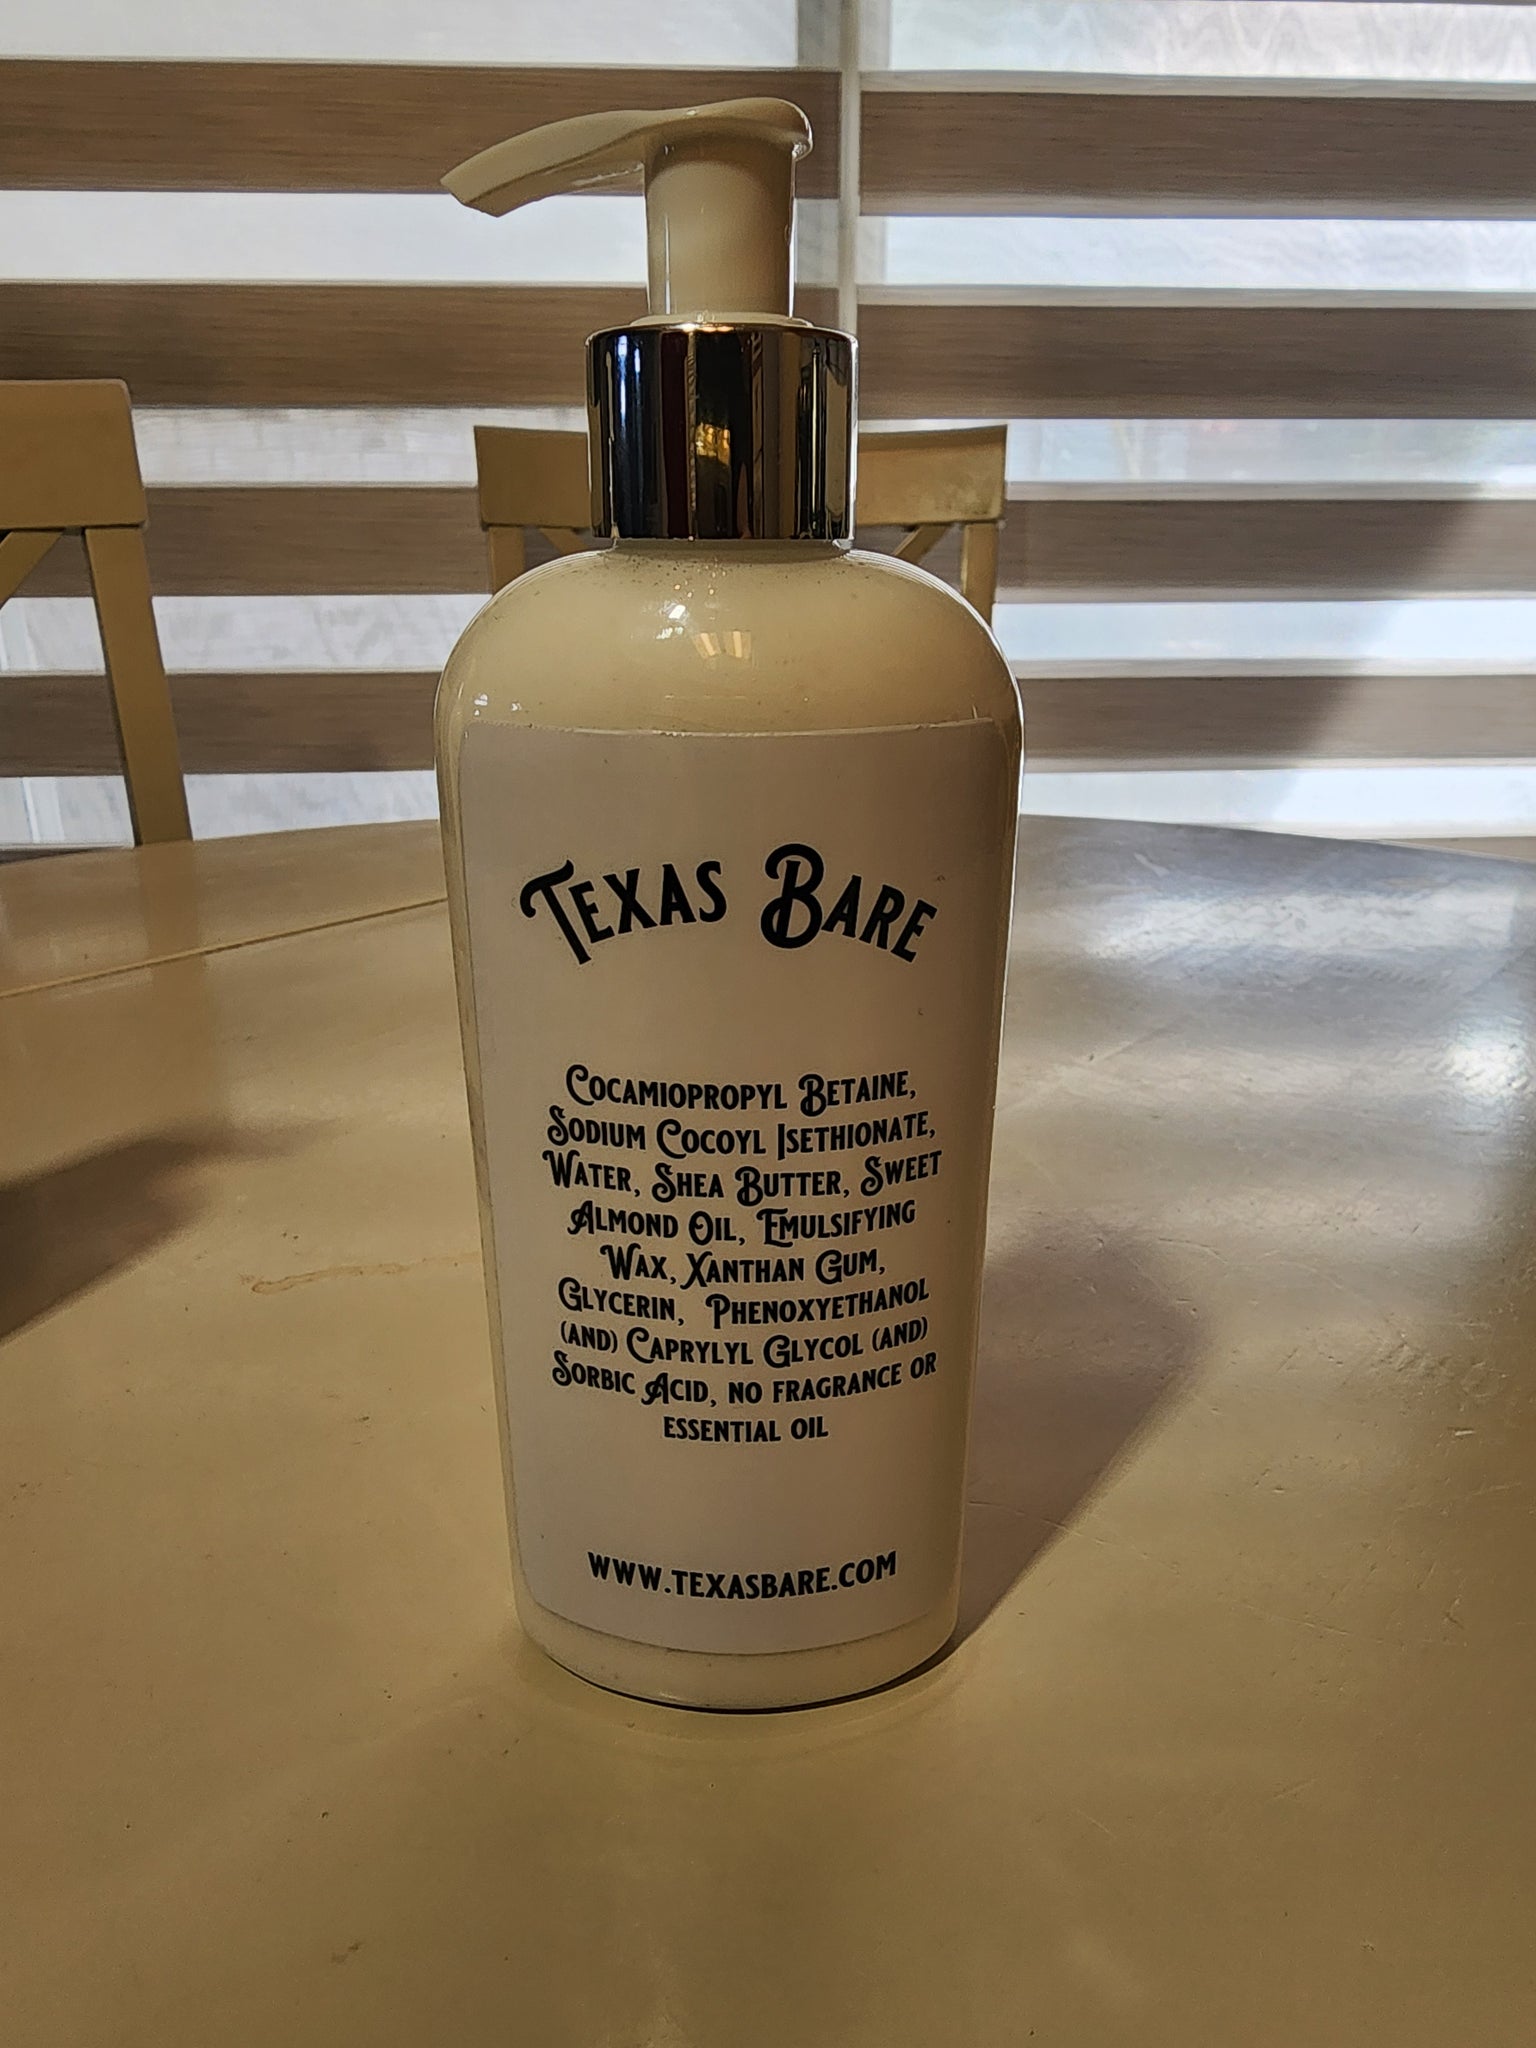 Texas Bare
Cocamiopropyl Betaine,
Sodium Cocoyl Isethionate,
Water, Shea Butter, Sweet
Almond Oil, Emulsifying
Wax, Xanthan Gum,
Glycerin, Phenoxyethanol
(and) Caprylyl Glycol (and)
Sorbic Acid, no fragrance or
essential oil
www.texasbare.com